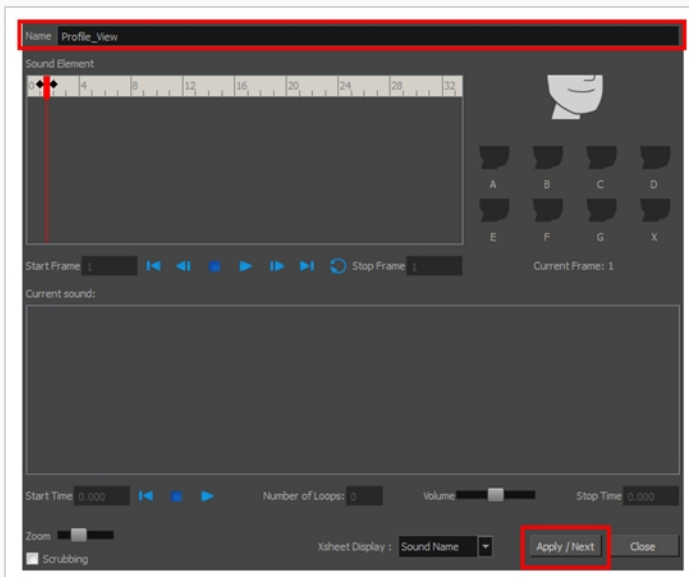 Name Profile_View
Sound Element
0 4 8 12 16 20 24 28 32
A B C D
E F G X
Start Frame 1 Stop Frame 1 Current Frame: 1
Current sound:
Start Time 0.000 Number of Loops: 0 Volume Stop Time 0.000
Zoom
Scrubbing Xsheet Display : Sound Name Apply / Next Close